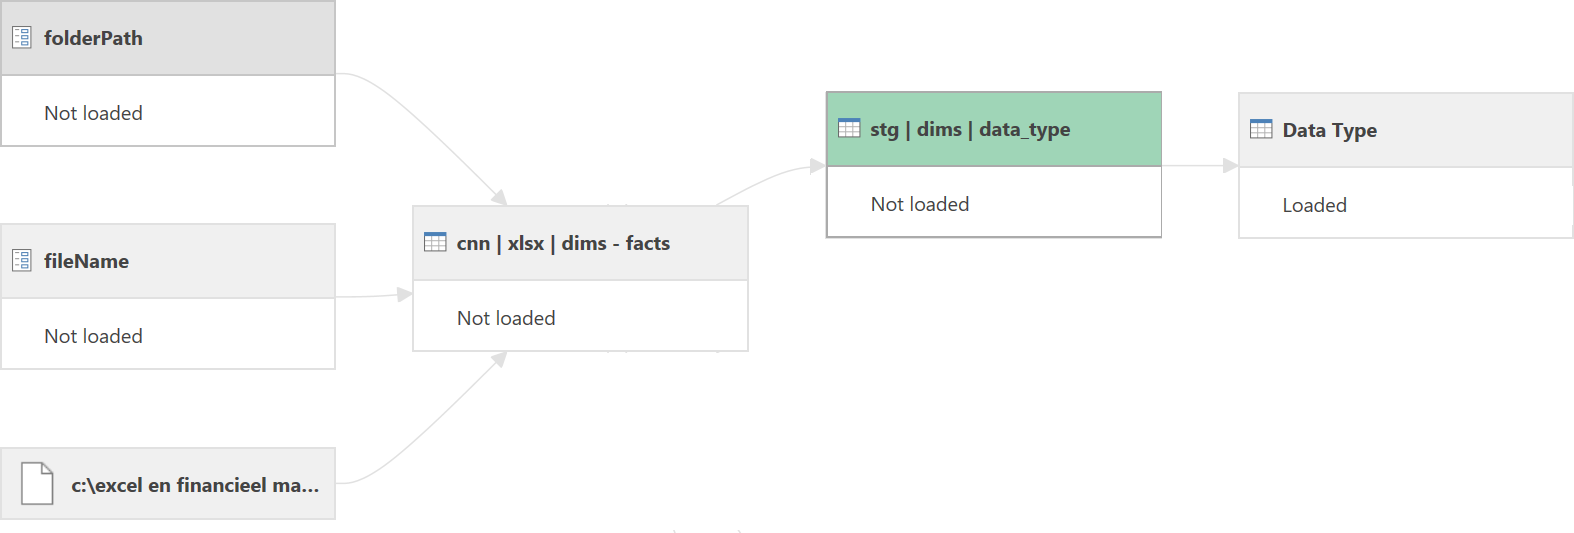 folderPath
Not loaded
fileName
Not loaded
c:\excel en financieel ma...
cnn | xlsx | dims - facts
Not loaded
stg | dims | data_type
Not loaded
Data Type
Loaded